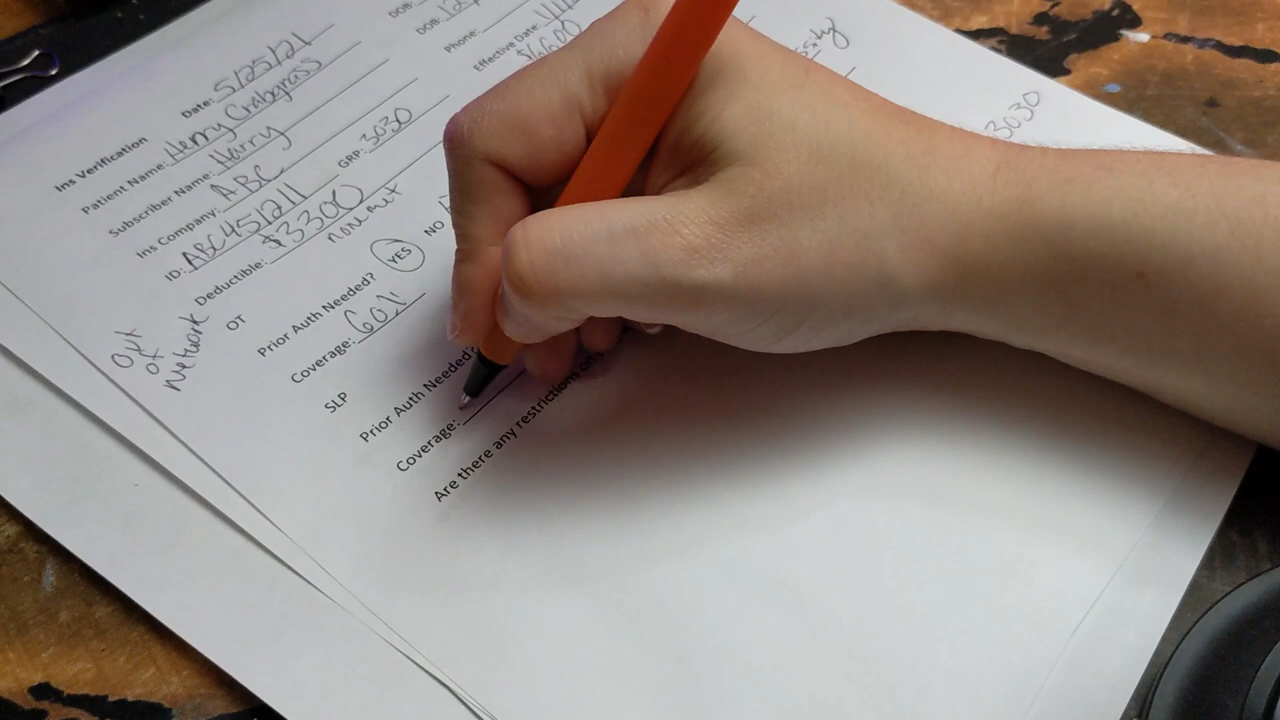 Ins Verification
Date: 5/25/21
DOB:
Patient Name: Henry Crabgrass
DOB: 12
Subscriber Name: Harry
Phone:
Ins Company: ABC
Effective Date:
ID: ABC451211 GRP: 3030
$6600
Deductible: $3300
non met
Out
of
Network
OT
Prior Auth Needed? YES NO
Coverage: 60%
SLP
Prior Auth Needed?
Coverage:
Are there any restrictions
3030